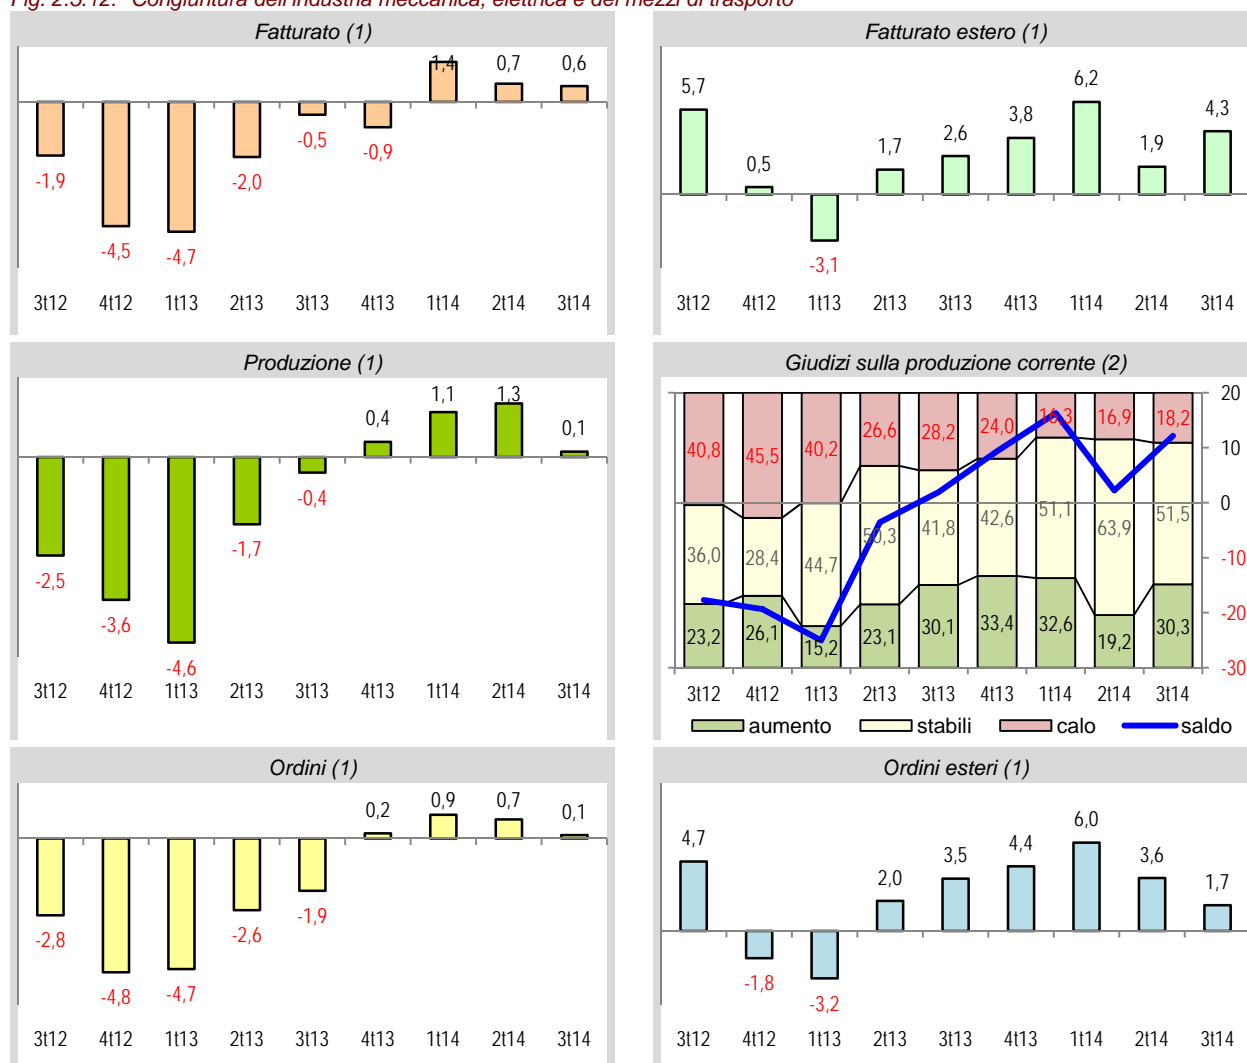 Fig. 2.3.12. Congiuntura dell'industria meccanica, elettrica e dei mezzi di trasporto
Fatturato (1)
1,4 0,7 0,6
-1,9 -4,5 -4,7 -2,0 -0,5 -0,9
3t12 4t12 1t13 2t13 3t13 4t13 1t14 2t14 3t14
Fatturato estero (1)
5,7 0,5 1,7 2,6 3,8 6,2 1,9 4,3
-3,1
3t12 4t12 1t13 2t13 3t13 4t13 1t14 2t14 3t14
Produzione (1)
0,4 1,1 1,3 0,1
-2,5 -3,6 -4,6 -1,7 -0,4
3t12 4t12 1t13 2t13 3t13 4t13 1t14 2t14 3t14
Giudizi sulla produzione corrente (2)
20
10
0
-10
-20
-30
40,8 45,5 40,2 26,6 28,2 24,0 16,3 16,9 18,2
36,0 28,4 44,7 50,3 41,8 42,6 51,1 63,9 51,5
23,2 26,1 15,2 23,1 30,1 33,4 32,6 19,2 30,3
3t12 4t12 1t13 2t13 3t13 4t13 1t14 2t14 3t14
aumento stabili calo saldo
Ordini (1)
0,2 0,9 0,7 0,1
-2,8 -4,8 -4,7 -2,6 -1,9
3t12 4t12 1t13 2t13 3t13 4t13 1t14 2t14 3t14
Ordini esteri (1)
4,7 2,0 3,5 4,4 6,0 3,6 1,7
-1,8 -3,2
3t12 4t12 1t13 2t13 3t13 4t13 1t14 2t14 3t14